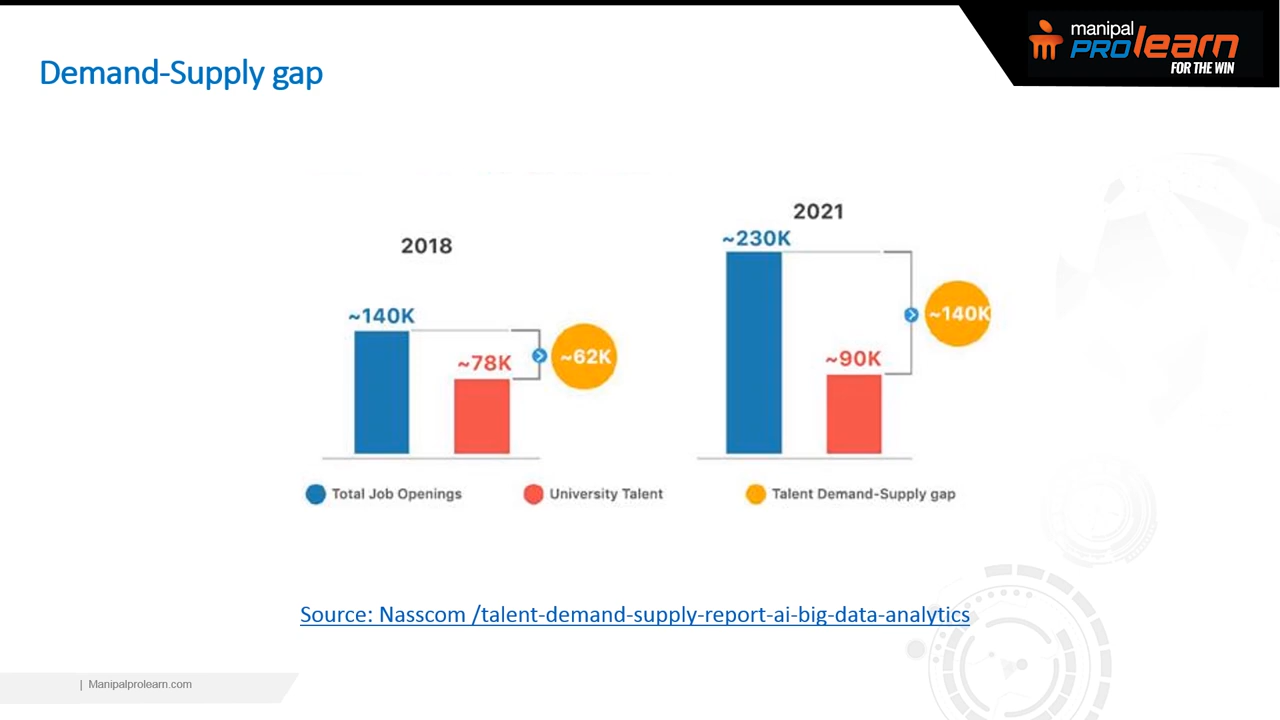 manipal
PROlearn
FOR THE WIN
Demand-Supply gap
2018
2021
~140K
~78K
~62K
~230K
~90K
~140K
Total Job Openings
University Talent
Talent Demand-Supply gap
Source: Nasscom /talent-demand-supply-report-ai-big-data-analytics
| Manipalprolearn.com